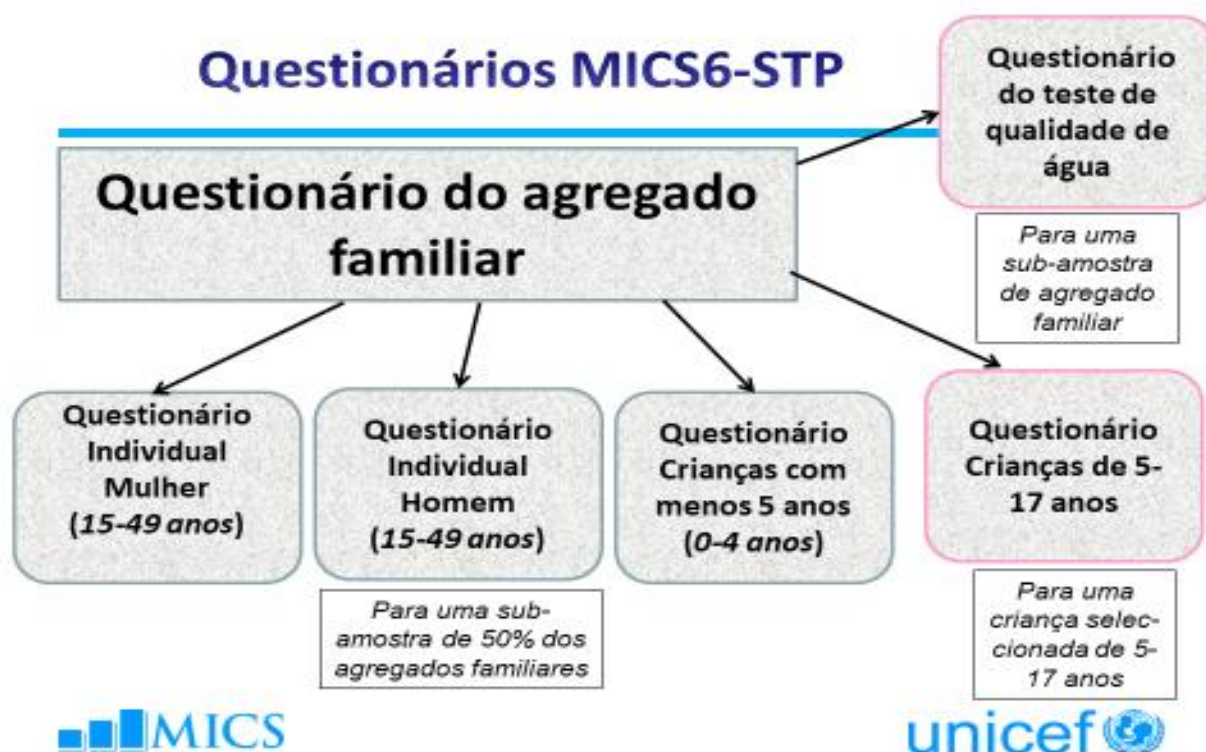 Questionários MICS6-STP
Questionário
do teste de
qualidade de
água
Questionário do agregado
familiar
Para uma
sub-amostra
de agregado
familiar
Questionário
Individual
Mulher
(15-49 anos)
Questionário
Individual
Homem
(15-49 anos)
Questionário
Crianças com
menos 5 anos
(0-4 anos)
Questionário
Crianças de 5-
17 anos
Para uma sub-
amostra de 50% dos
agregados familiares
Para uma
criança selec-
cionada de 5-
17 anos
MICS
unicef